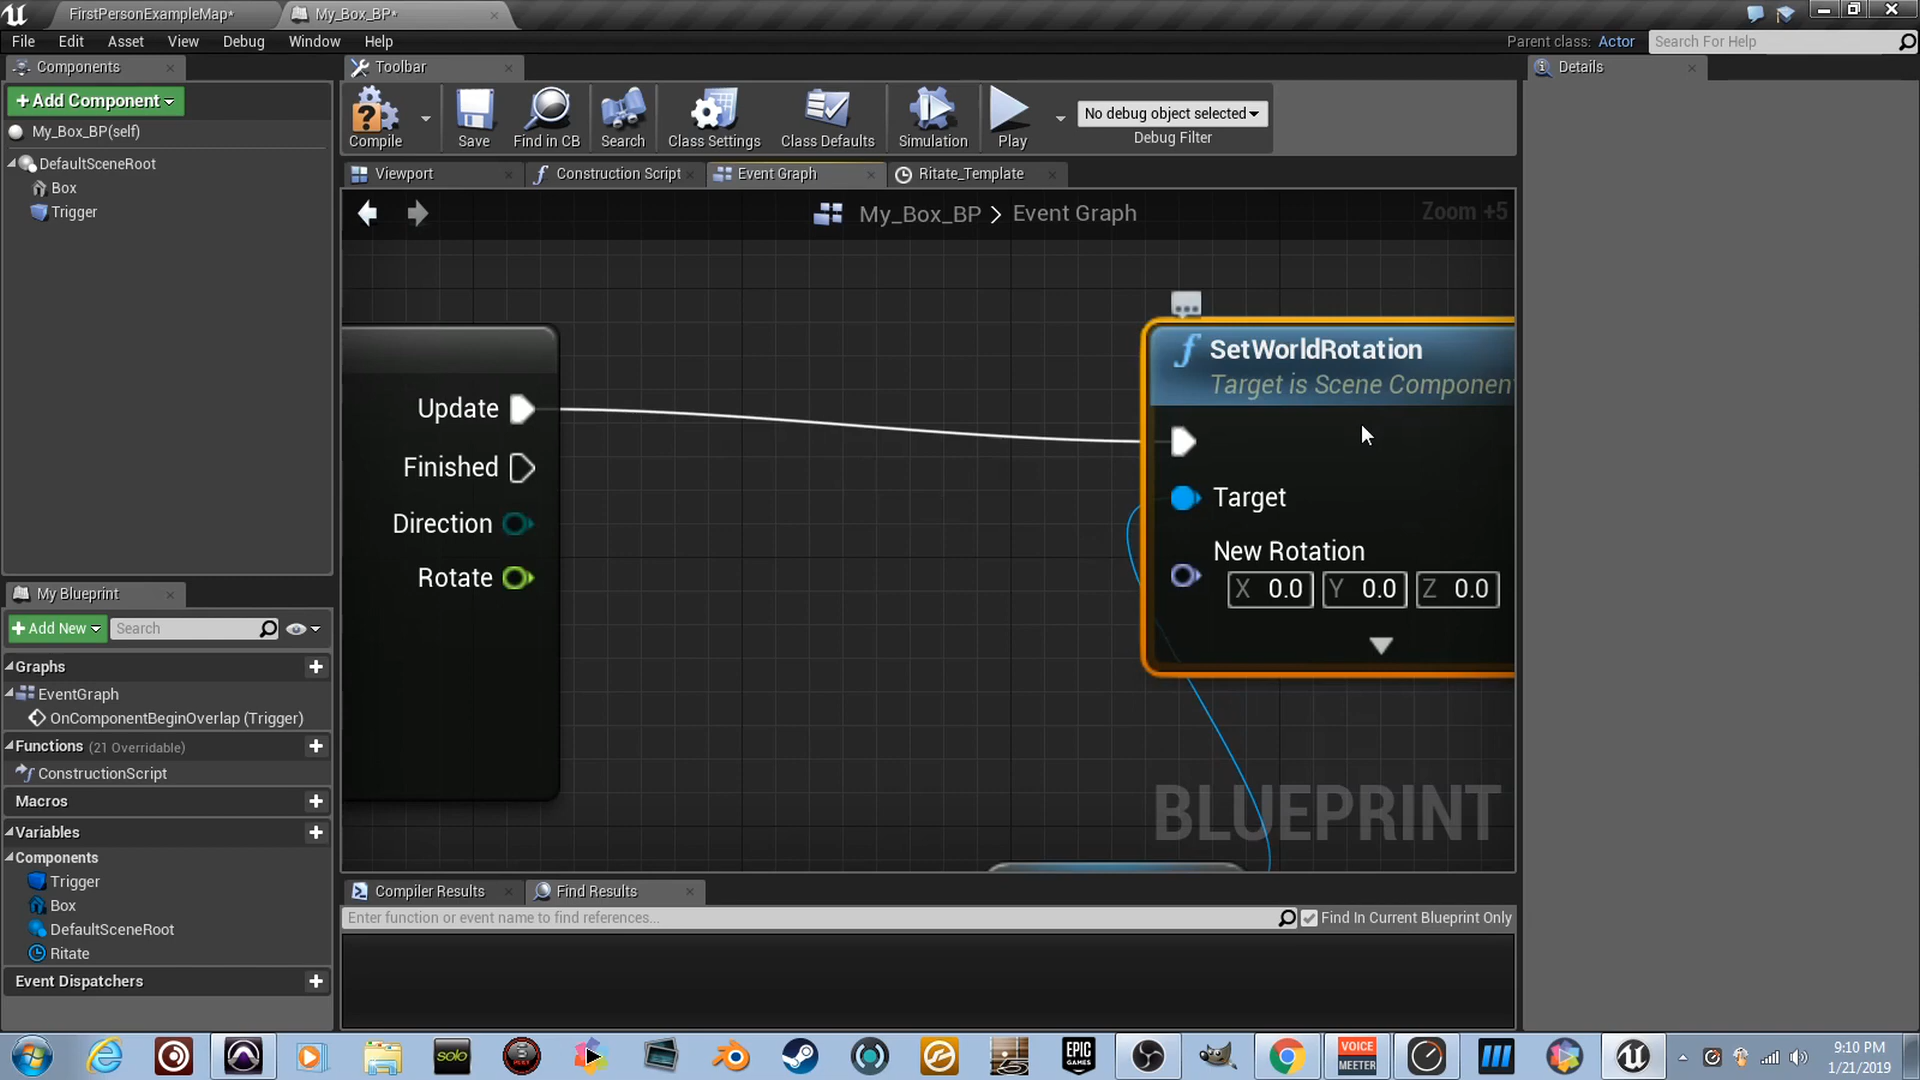 FirstPersonExampleMap*
My_Box_BP*
File Edit Asset View Debug Window Help
Parent class: Actor
Search For Help
Components
Toolbar
Details
+Add Component
My_Box_BP(self)
DefaultSceneRoot
Box
Trigger
Compile
Save
Find in CB
Search
Class Settings
Class Defaults
Simulation
Play
No debug object selected
Debug Filter
Viewport
Construction Script
Event Graph
Ritate_Template
My_Box_BP > Event Graph
Zoom +5
Update
Finished
Direction
Rotate
SetWorldRotation
Target is Scene Component
Target
New Rotation
X 0.0 Y 0.0 Z 0.0
BLUEPRINT
My Blueprint
+Add New
Search
Graphs
EventGraph
OnComponentBeginOverlap (Trigger)
Functions (21 Overridable)
ConstructionScript
Macros
Variables
Components
Trigger
Box
DefaultSceneRoot
Ritate
Event Dispatchers
Compiler Results
Find Results
Enter function or event name to find references...
Find In Current Blueprint Only
solo
EPIC
GAMES
VOICE
MEETER
9:10 PM
1/21/2019